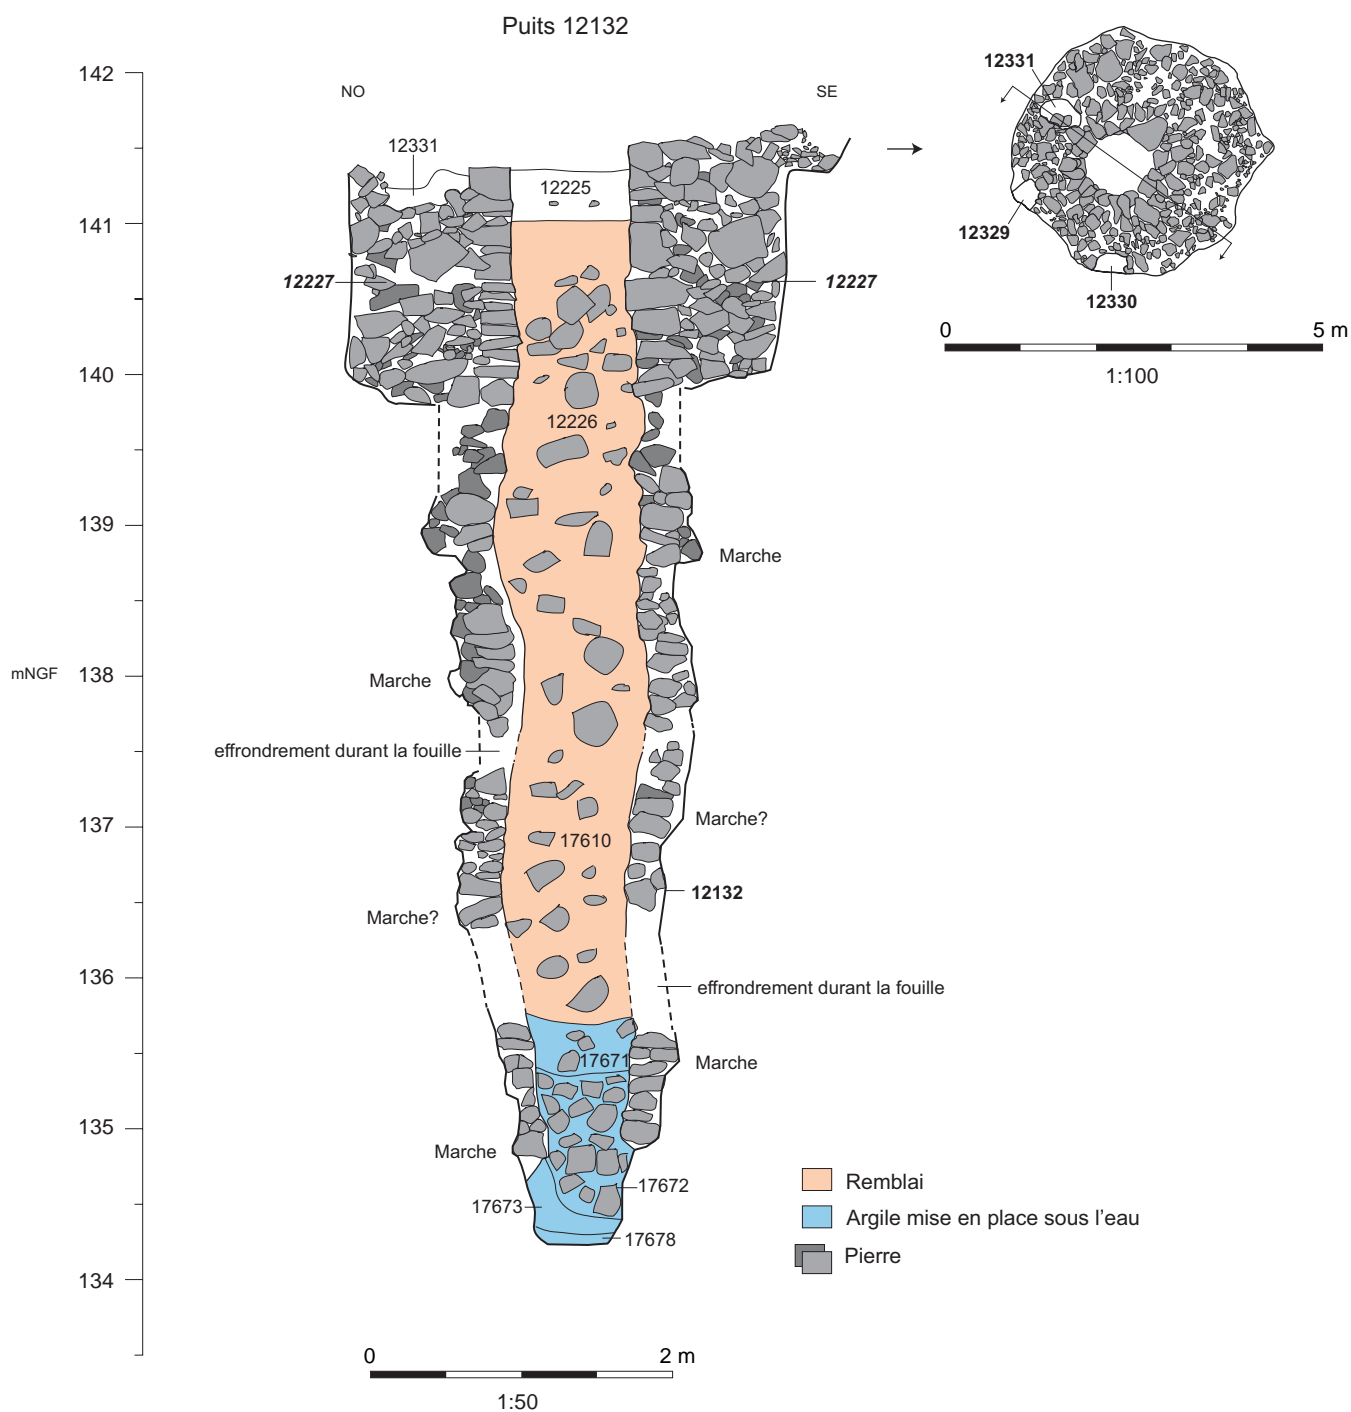 Puits 12132
142
141
140
139
mNGF 138
137
136
135
134
NO
SE
12331
12225
12227
12227
12226
Marche
Marche
effrondrement durant la fouille
Marche?
17610
12132
Marche?
effrondrement durant la fouille
17671
Marche
Marche
17672
17673
17678
12331
12329
12330
0 5 m
1:100
Remblai
Argile mise en place sous l'eau
Pierre
0 2 m
1:50